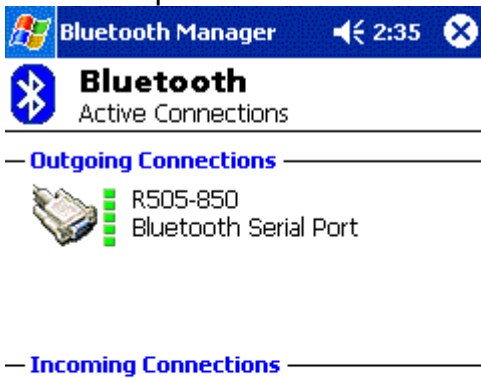 Bluetooth Manager 2:35
Bluetooth
Active Connections
Outgoing Connections
R505-850
Bluetooth Serial Port
Incoming Connections